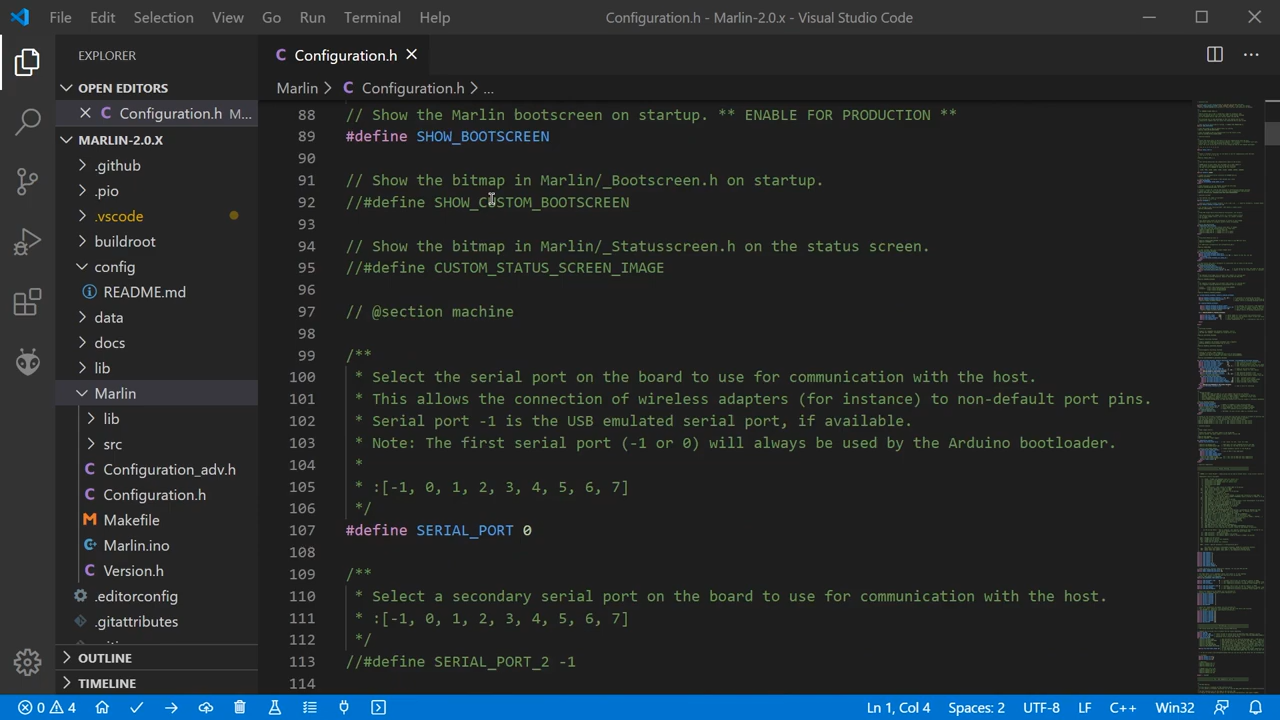 File Edit Selection View Go Run Terminal Help
Configuration.h - Marlin-2.0.x - Visual Studio Code
EXPLORER
OPEN EDITORS
Configuration.h M...
MARLIN-2.0.X
.github
.pio
.vscode
buildroot
config
README.md
data
docs
lib
Marlin
lib
src
Configuration_adv.h
Configuration.h
Makefile
Marlin.ino
Version.h
.editorconfig
.gitattributes
OUTLINE
TIMELINE
C Configuration.h
Marlin > C Configuration.h > ...
88 // Show the Marlin bootscreen on startup. ** ENABLE FOR PRODUCTION **
89 #define SHOW_BOOTSCREEN
90
91 // Show the bitmap in Marlin/_Bootscreen.h on startup.
92 //#define SHOW_CUSTOM_BOOTSCREEN
93
94 // Show the bitmap in Marlin/_Statusscreen.h on the status screen.
95 //#define CUSTOM_STATUS_SCREEN_IMAGE
96
97 // @section machine
98
99 /**
100 * Select the serial port on the board to use for communication with the host.
101 * This allows the connection of wireless adapters (for instance) to non-default port pins.
102 * Serial port -1 is the USB emulated serial port, if available.
103 * Note: The first serial port (-1 or 0) will always be used by the Arduino bootloader.
104 *
105 * :[-1, 0, 1, 2, 3, 4, 5, 6, 7]
106 */
107 #define SERIAL_PORT 0
108
109 /**
110 * Select a secondary serial port on the board to use for communication with the host.
111 * :[-1, 0, 1, 2, 3, 4, 5, 6, 7]
112 */
113 //#define SERIAL_PORT_2 -1
114
0 4 Ln 1, Col 4 Spaces: 2 UTF-8 LF C++ Win32